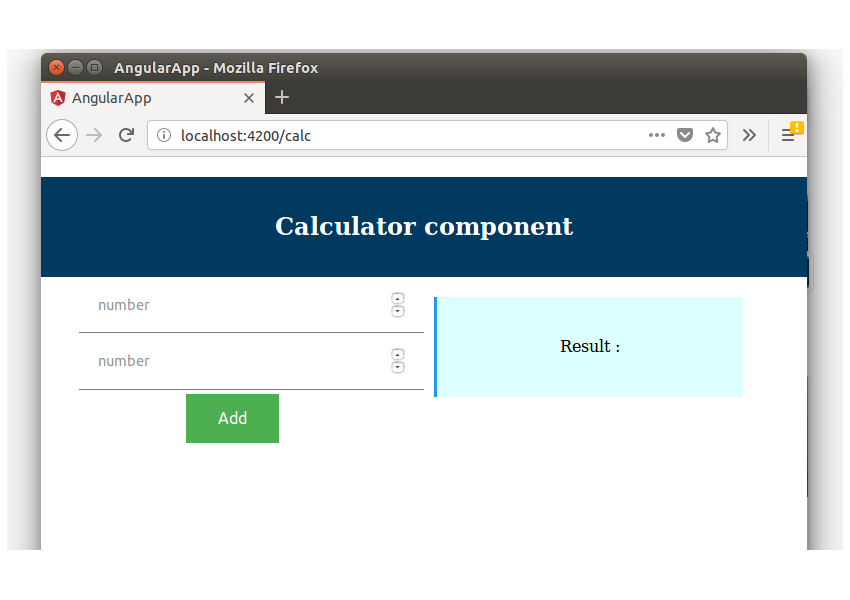 AngularApp - Mozilla Firefox
AngularApp
localhost:4200/calc
Calculator component
number
number
Result :
Add